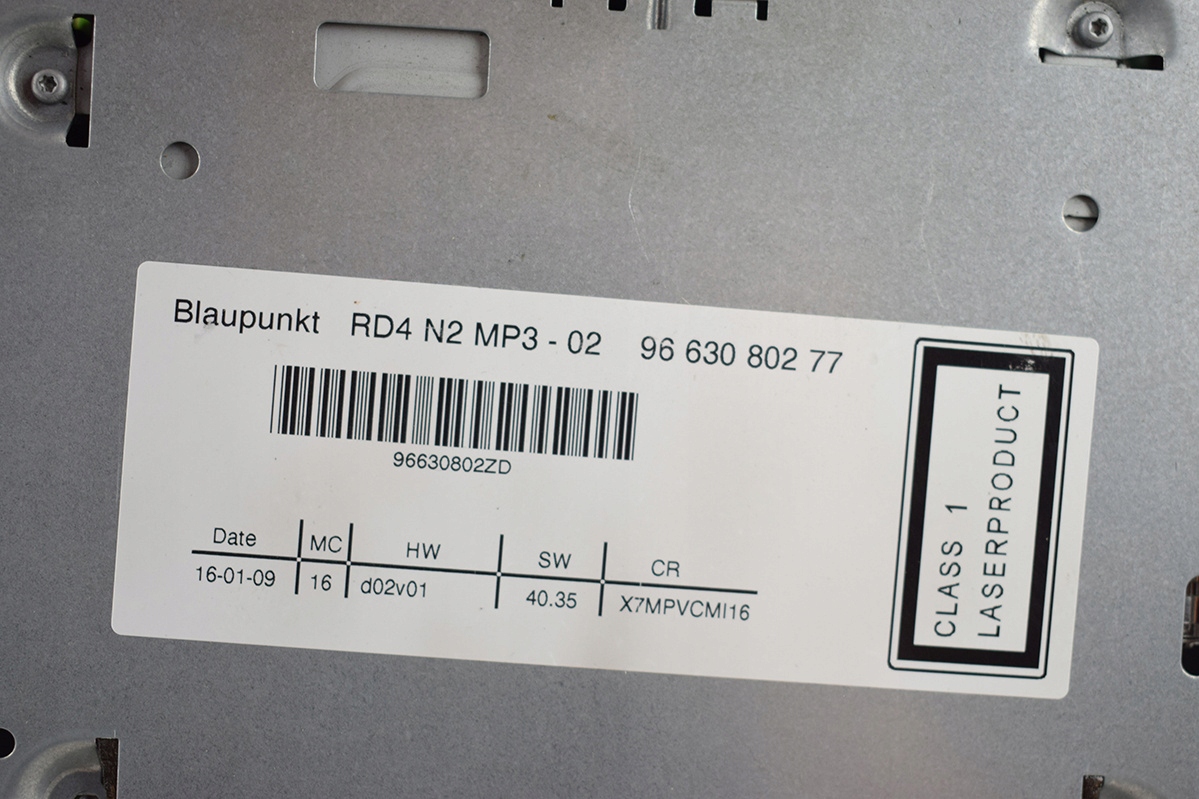 Blaupunkt RD4 N2 MP3 - 02 96 630 802 77
96630802ZD
Date MC HW SW CR
16-01-09 16 d02v01 40.35 X7MPVCMI16
CLASS 1
LASERPRODUCT